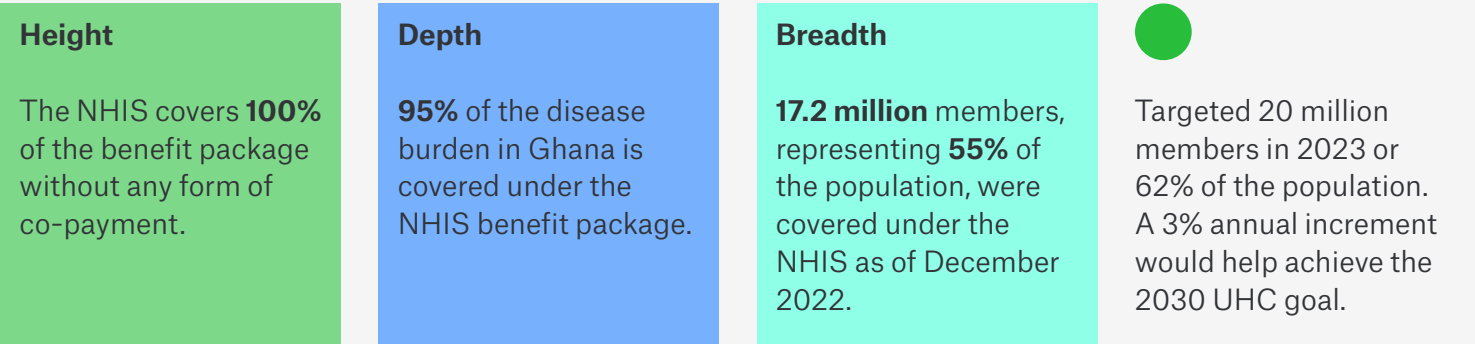 Height
The NHIS covers 100%
of the benefit package
without any form of
co-payment.
Depth
95% of the disease
burden in Ghana is
covered under the
NHIS benefit package.
Breadth
17.2 million members,
representing 55% of
the population, were
covered under the
NHIS as of December
2022.
Targeted 20 million
members in 2023 or
62% of the population.
A 3% annual increment
would help achieve the
2030 UHC goal.